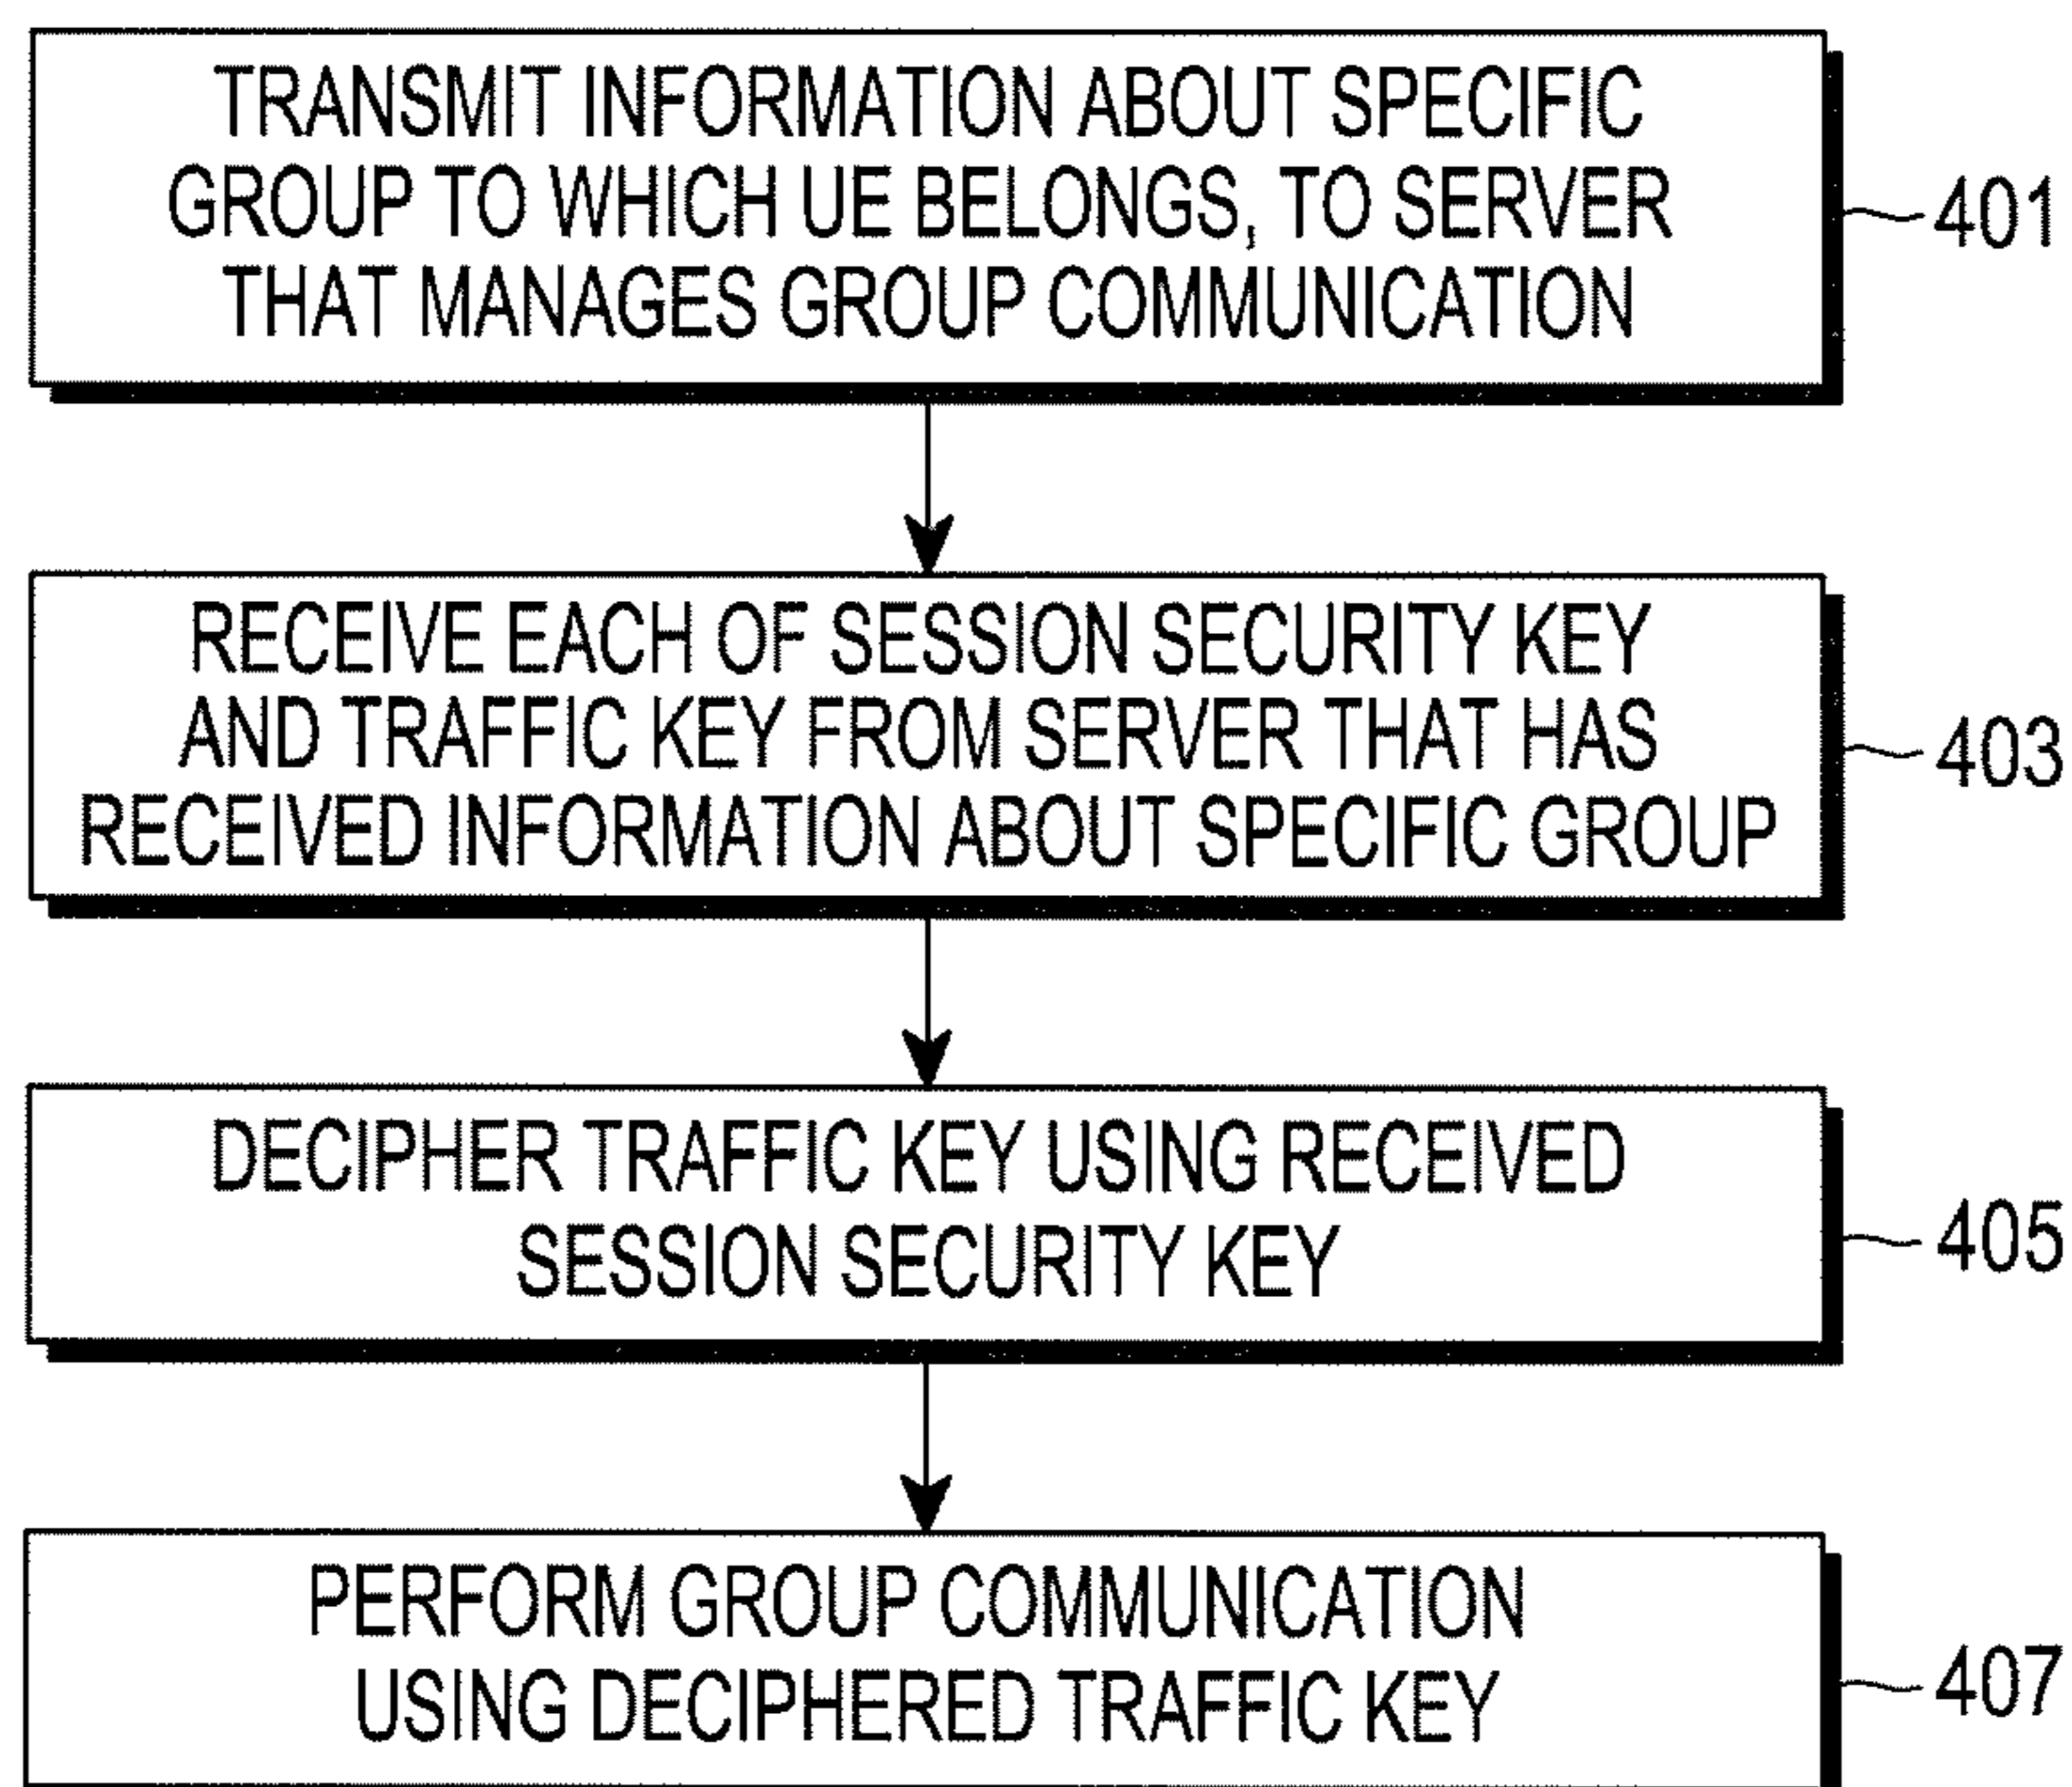 TRANSMIT INFORMATION ABOUT SPECIFIC
GROUP TO WHICH UE BELONGS, TO SERVER
THAT MANAGES GROUP COMMUNICATION
401
RECEIVE EACH OF SESSION SECURITY KEY
AND TRAFFIC KEY FROM SERVER THAT HAS
RECEIVED INFORMATION ABOUT SPECIFIC GROUP
403
DECIPHER TRAFFIC KEY USING RECEIVED
SESSION SECURITY KEY
405
PERFORM GROUP COMMUNICATION
USING DECIPHERED TRAFFIC KEY
407